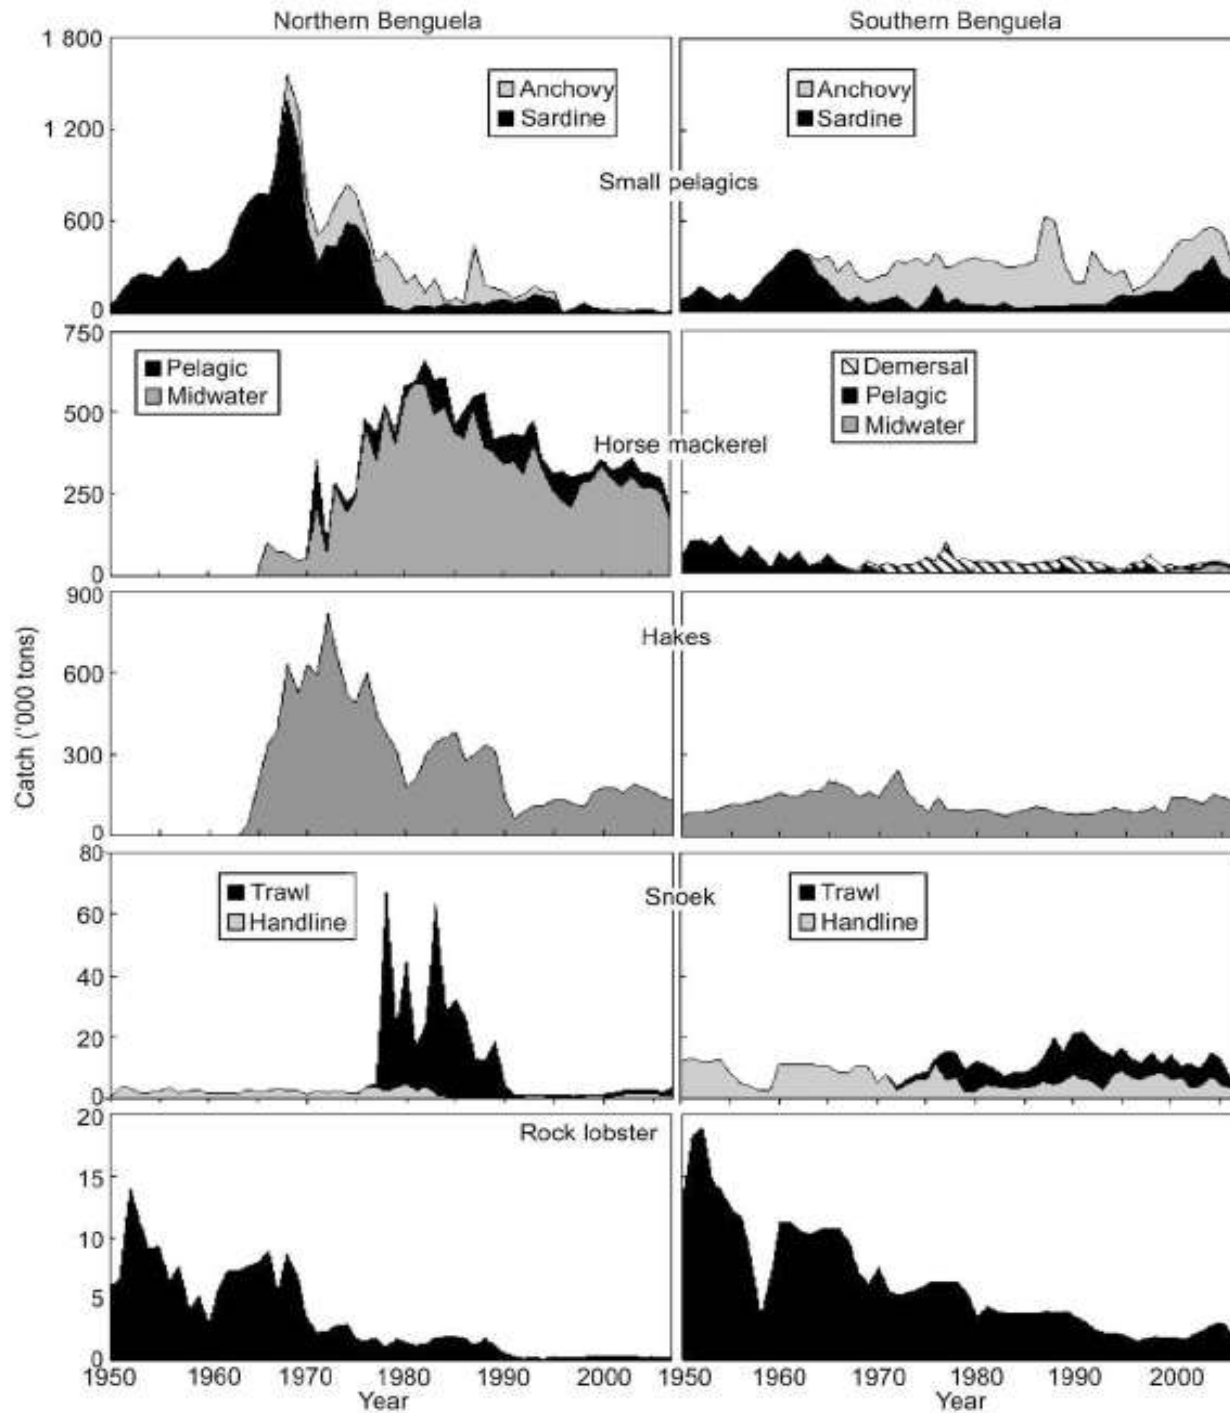 Northern Benguela
Southern Benguela
1 800
1 200
600
0
Anchovy
Sardine
Anchovy
Sardine
Small pelagics
750
500
250
0
Pelagic
Midwater
Demersal
Pelagic
Midwater
Horse mackerel
900
600
300
0
Hakes
Catch ('000 tons)
80
60
40
20
0
Trawl
Handline
Trawl
Handline
Snoek
20
15
10
5
0
Rock lobster
1950 1960 1970 1980 1990 2000
1950 1960 1970 1980 1990 2000
Year
Year